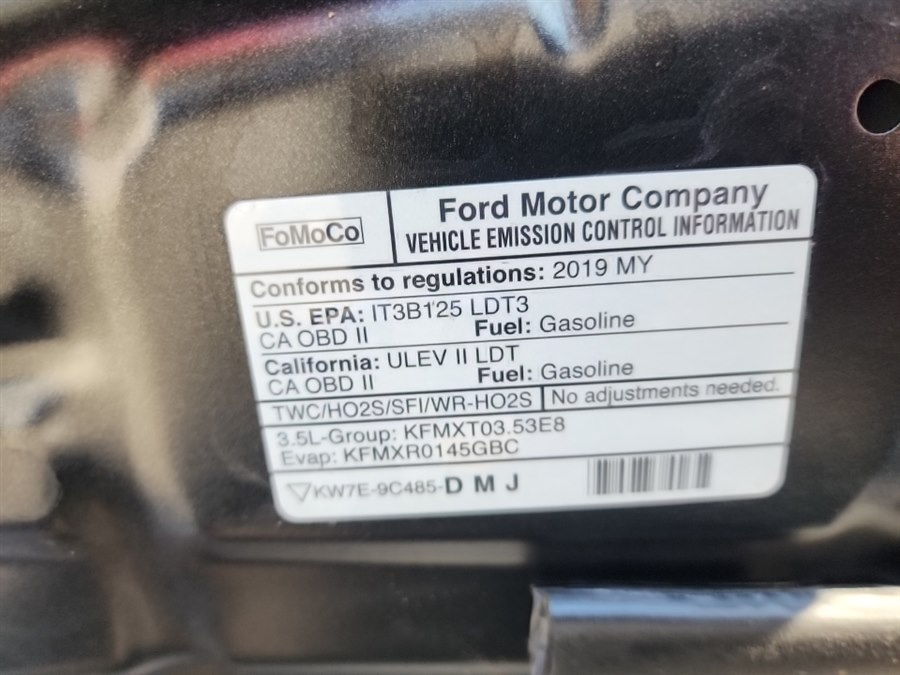 FoMoCo
Ford Motor Company
VEHICLE EMISSION CONTROL INFORMATION
Conforms to regulations: 2019 MY
U.S. EPA: IT3B125 LDT3
CA OBD II Fuel: Gasoline
California: ULEV II LDT
CA OBD II Fuel: Gasoline
TWC/HO2S/SFI/WR-HO2S No adjustments needed.
3.5L-Group: KFMXT03.53E8
Evap: KFMXR0145GBC
KW7E-9C485-D M J